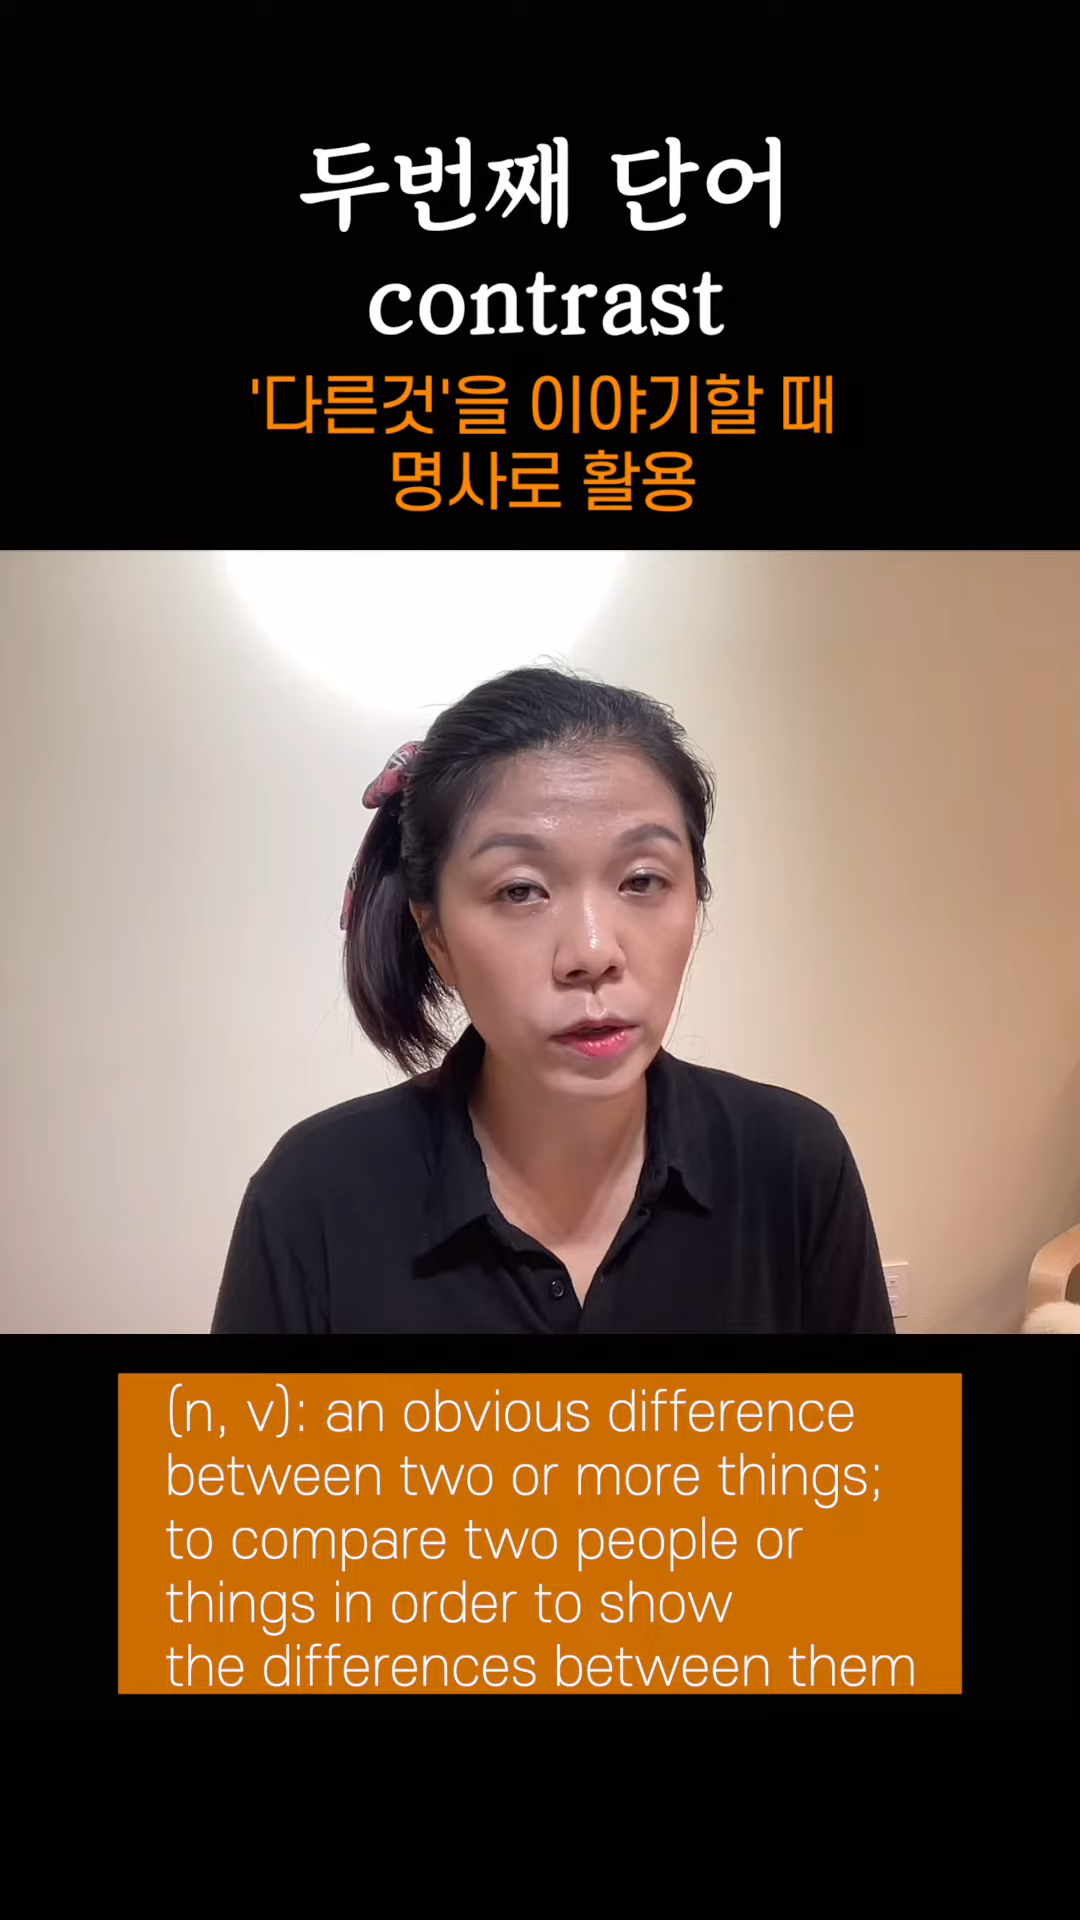 두번째 단어
contrast
'다른것'을 이야기할 때
명사로 활용
(n, v): an obvious difference
between two or more things;
to compare two people or
things in order to show
the differences between them